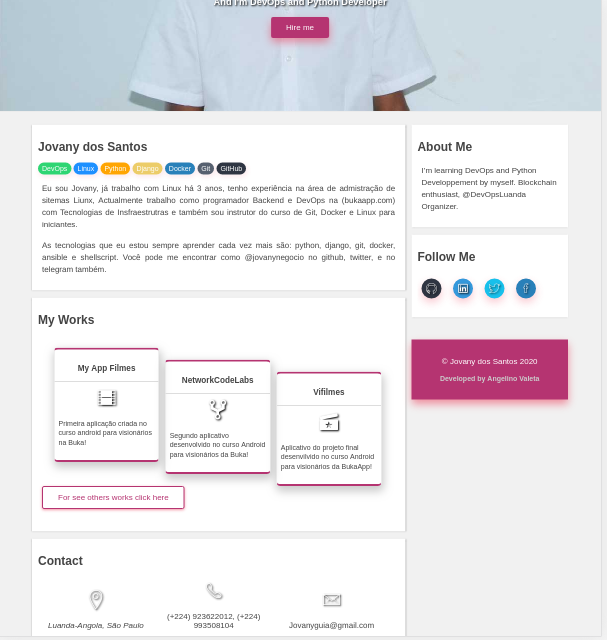 And I'm DevOps and Python Developer
Hire me
Jovany dos Santos
DevOps Linux Python Django Docker Git GitHub
Eu sou Jovany, já trabalho com Linux há 3 anos, tenho experiência na área de admistração de
sitemas Liunx, Actualmente trabalho como programador Backend e DevOps na (bukaapp.com)
com Tecnologias de Insfraestrutras e também sou instrutor do curso de Git, Docker e Linux para
iniciantes.
As tecnologias que eu estou sempre aprender cada vez mais são: python, django, git, docker,
ansible e shellscript. Você pode me encontrar como @jovanynegocio no github, twitter, e no
telegram também.
About Me
I'm learning DevOps and Python
Developpement by myself. Blockchain
enthusiast, @DevOpsLuanda
Organizer.
Follow Me
© Jovany dos Santos 2020
Developed by Angelino Valeta
My Works
My App Filmes
Primeira aplicação criada no
curso android para visionários
na Buka!
NetworkCodeLabs
Segundo aplicativo
desenvolvido no curso Android
para visionários da Buka!
Vifilmes
Aplicativo do projeto final
desenvilvido no curso Android
para visionários da BukaApp!
For see others works click here
Contact
Luanda-Angola, São Paulo
(+224) 923622012, (+224)
993508104
Jovanyguia@gmail.com